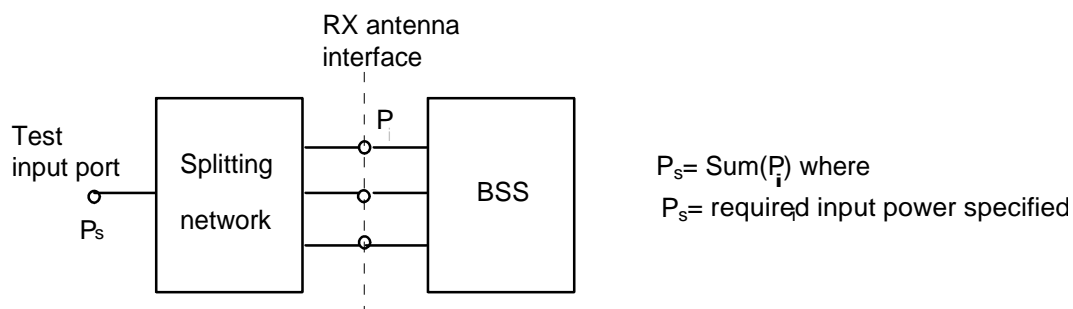 RX antenna
interface
Test
input port
Ps
Splitting
network
Pi
BSS
Ps= Sum(Pi) where
Ps= required input power specified